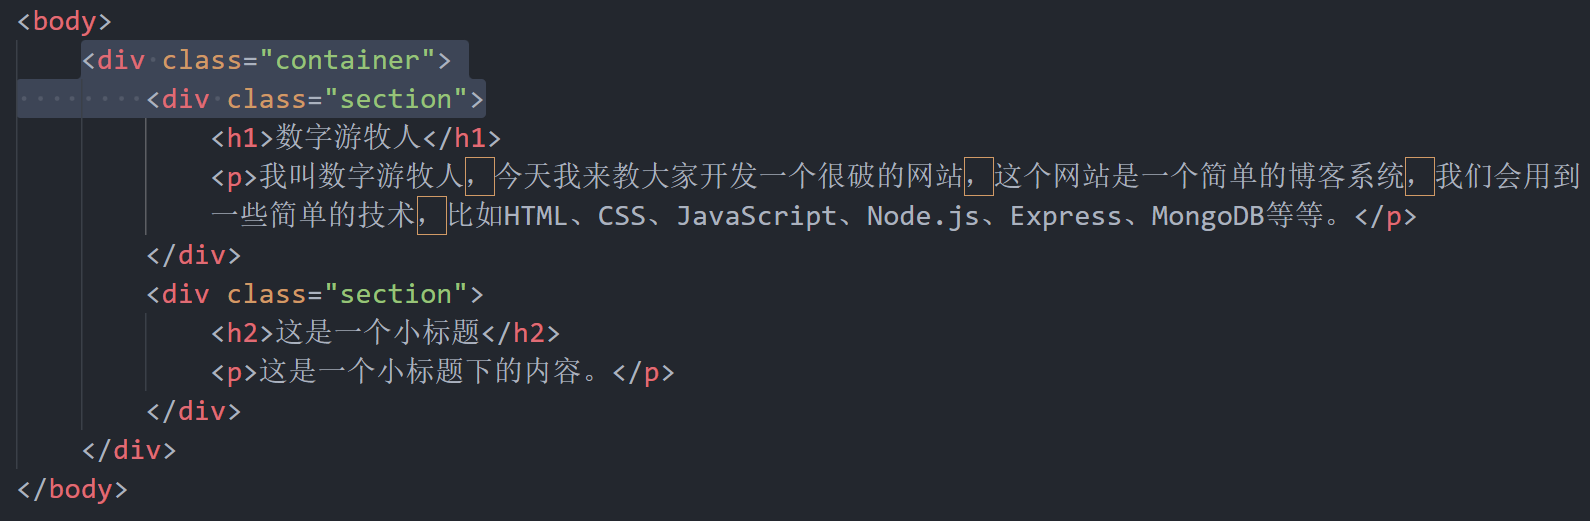 <body>
<div class="container">
<div class="section">
<h1>数字游牧人</h1>
<p>我叫数字游牧人，今天我来教大家开发一个很破的网站，这个网站是一个简单的博客系统，我们会用到
一些简单的技术，比如HTML、CSS、JavaScript、Node.js、Express、MongoDB等等。</p>
</div>
<div class="section">
<h2>这是一个小标题</h2>
<p>这是一个小标题下的内容。</p>
</div>
</div>
</body>